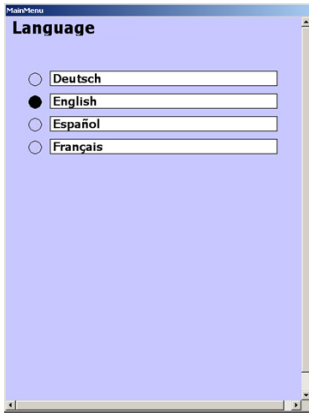 MainMenu
Language
Deutsch
English
Español
Français